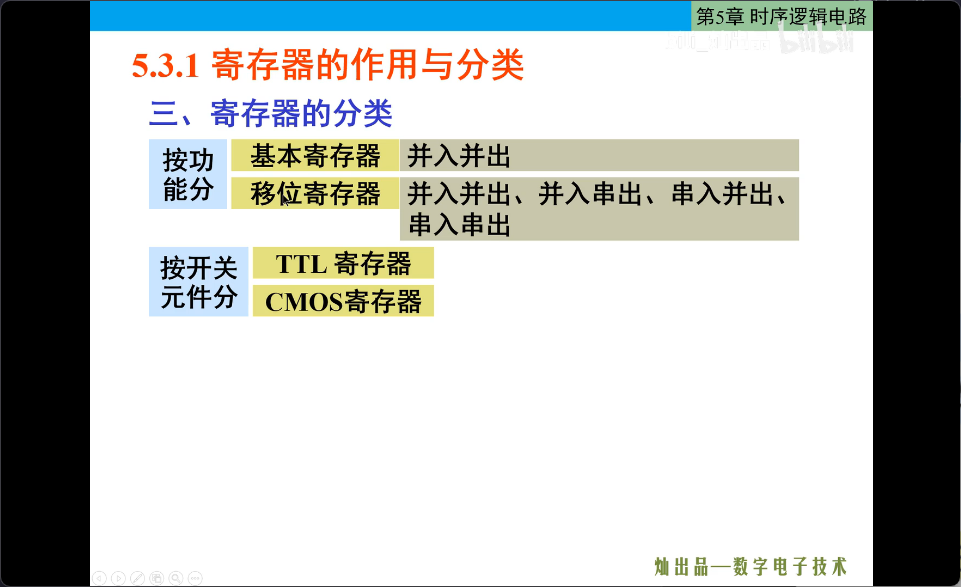 第5章 时序逻辑电路
bilibili
5.3.1 寄存器的作用与分类
三、寄存器的分类
按功
能分
基本寄存器
并入并出
移位寄存器
并入并出、并入串出、串入并出、
串入串出
按开关
元件分
TTL 寄存器
CMOS寄存器
灿出品—数字电子技术